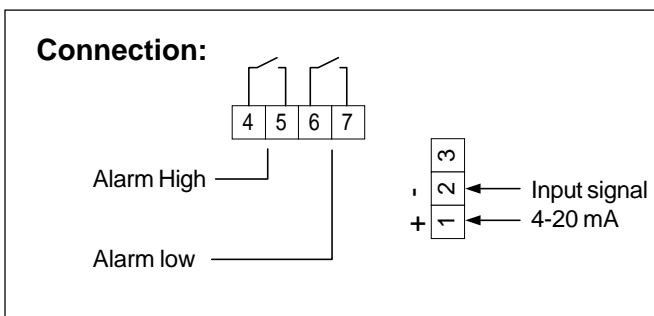 Connection:
4 5 6 7
Alarm High
Alarm low
3
- 2 Input signal
+ 1 4-20 mA